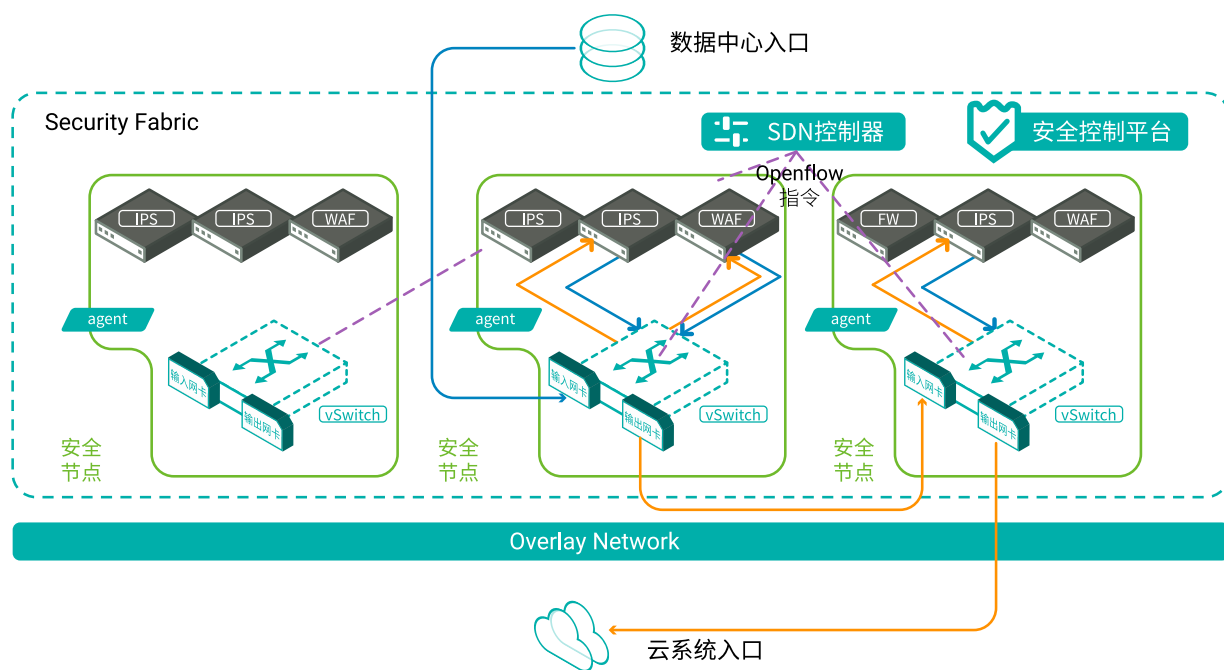 数据中心入口
Security Fabric
SDN控制器
安全控制平台
Openflow
指令
IPS
IPS
WAF
IPS
IPS
WAF
FW
IPS
WAF
agent
agent
agent
输入网卡
输出网卡
vSwitch
输入网卡
输出网卡
vSwitch
输入网卡
输出网卡
vSwitch
安全
节点
安全
节点
安全
节点
Overlay Network
云系统入口